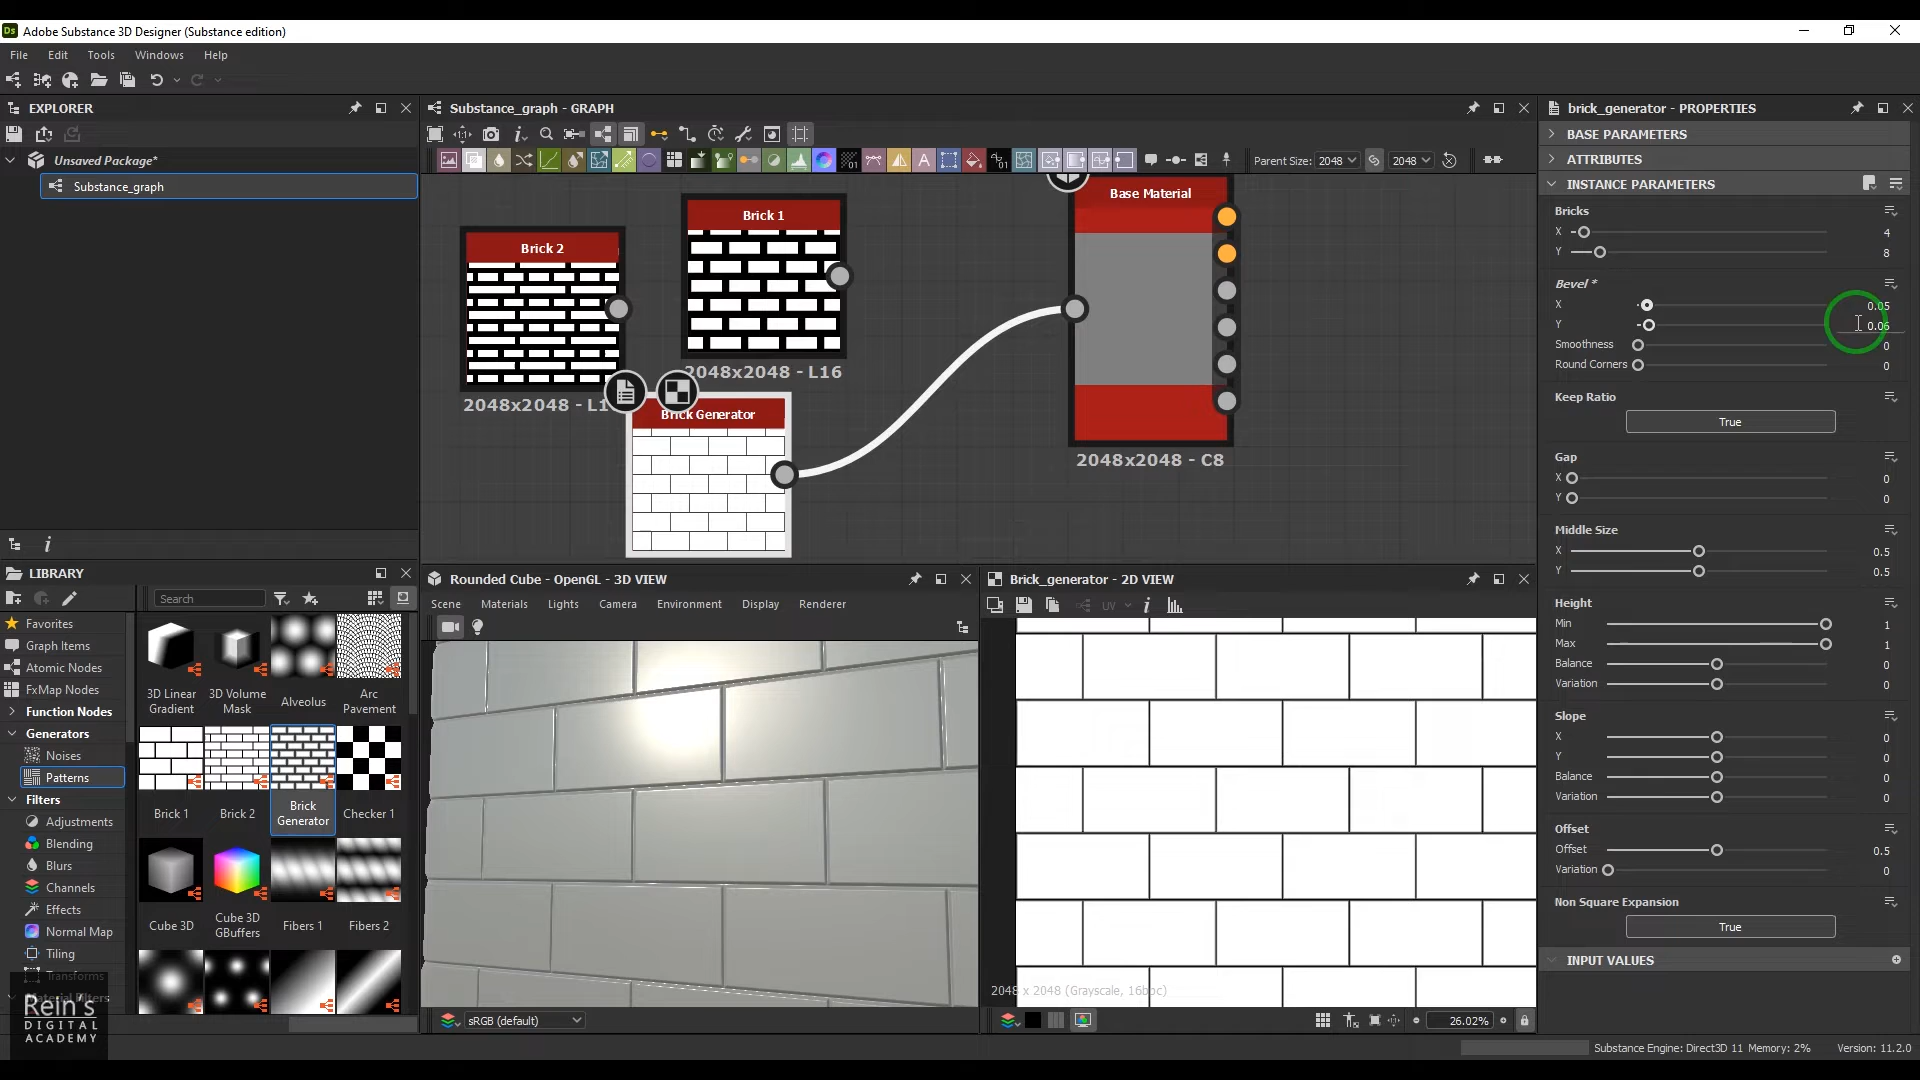 Ds Adobe Substance 3D Designer (Substance edition)
File Edit Tools Windows Help
EXPLORER
Unsaved Package*
Substance_graph
Substance_graph - GRAPH
Parent Size: 2048 2048
Brick 2
2048x2048 - L1
Brick 1
2048x2048 - L16
Brick Generator
Base Material
2048x2048 - C8
LIBRARY
Search
Favorites
Graph Items
Atomic Nodes
FxMap Nodes
Function Nodes
Generators
Noises
Patterns
Filters
Adjustments
Blending
Blurs
Channels
Effects
Normal Map
Tiling
Transforms
Material Filters
3D Linear Gradient
3D Volume Mask
Alveolus
Arc Pavement
Brick 1
Brick 2
Brick Generator
Checker 1
Cube 3D
Cube 3D GBuffers
Fibers 1
Fibers 2
Rein's
DIGITAL
ACADEMY
Rounded Cube - OpenGL - 3D VIEW
Scene Materials Lights Camera Environment Display Renderer
sRGB (default)
Brick_generator - 2D VIEW
UV
2048 x 2048 (Grayscale, 16bpc)
26.02%
brick_generator - PROPERTIES
BASE PARAMETERS
ATTRIBUTES
INSTANCE PARAMETERS
Bricks
X 4
Y 8
Bevel *
X 0.05
Y 0.06
Smoothness 0
Round Corners 0
Keep Ratio
True
Gap
X 0
Y 0
Middle Size
X 0.5
Y 0.5
Height
Min 1
Max 1
Balance 0
Variation 0
Slope
X 0
Y 0
Balance 0
Variation 0
Offset
Offset 0.5
Variation 0
Non Square Expansion
True
INPUT VALUES
Substance Engine: Direct3D 11 Memory: 2% Version: 11.2.0